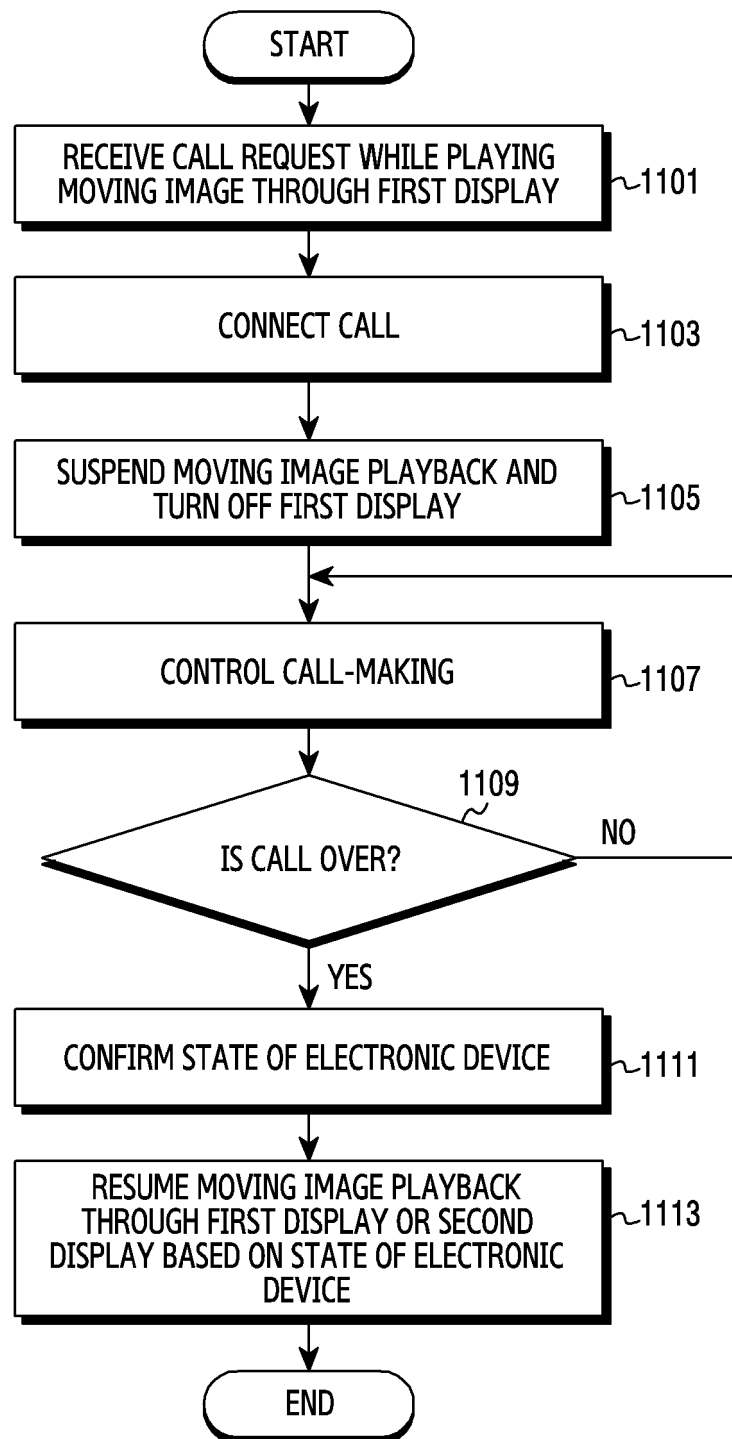 START
RECEIVE CALL REQUEST WHILE PLAYING
MOVING IMAGE THROUGH FIRST DISPLAY
1101
CONNECT CALL
1103
SUSPEND MOVING IMAGE PLAYBACK AND
TURN OFF FIRST DISPLAY
1105
CONTROL CALL-MAKING
1107
1109
IS CALL OVER?
NO
YES
CONFIRM STATE OF ELECTRONIC DEVICE
1111
RESUME MOVING IMAGE PLAYBACK
THROUGH FIRST DISPLAY OR SECOND
DISPLAY BASED ON STATE OF ELECTRONIC
DEVICE
1113
END